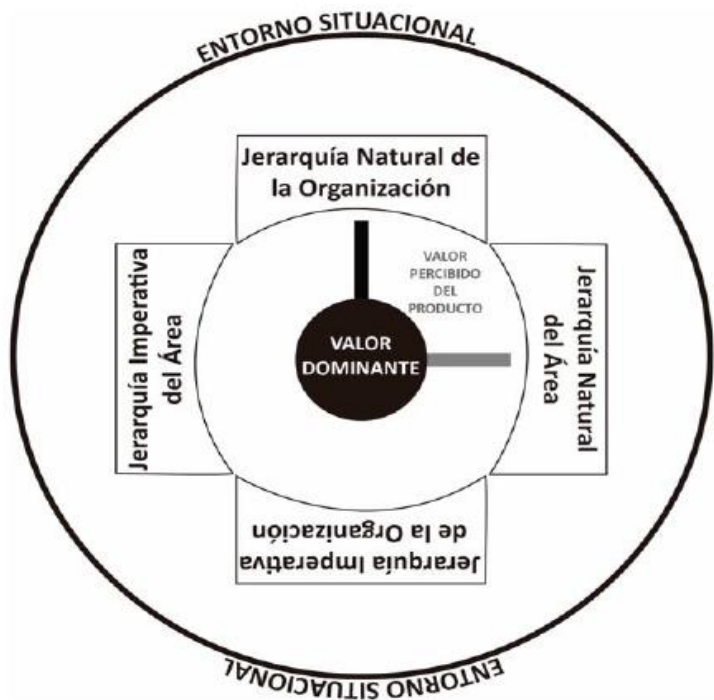 ENTORNO SITUACIONAL
Jerarquía Natural de
la Organización
Jerarquía Imperativa
del Área
VALOR
PERCIBIDO
DEL
PRODUCTO
VALOR
DOMINANTE
Jerarquía Natural
del Área
Jerarquía Imperativa
de la Organización
ENTORNO SITUACIONAL